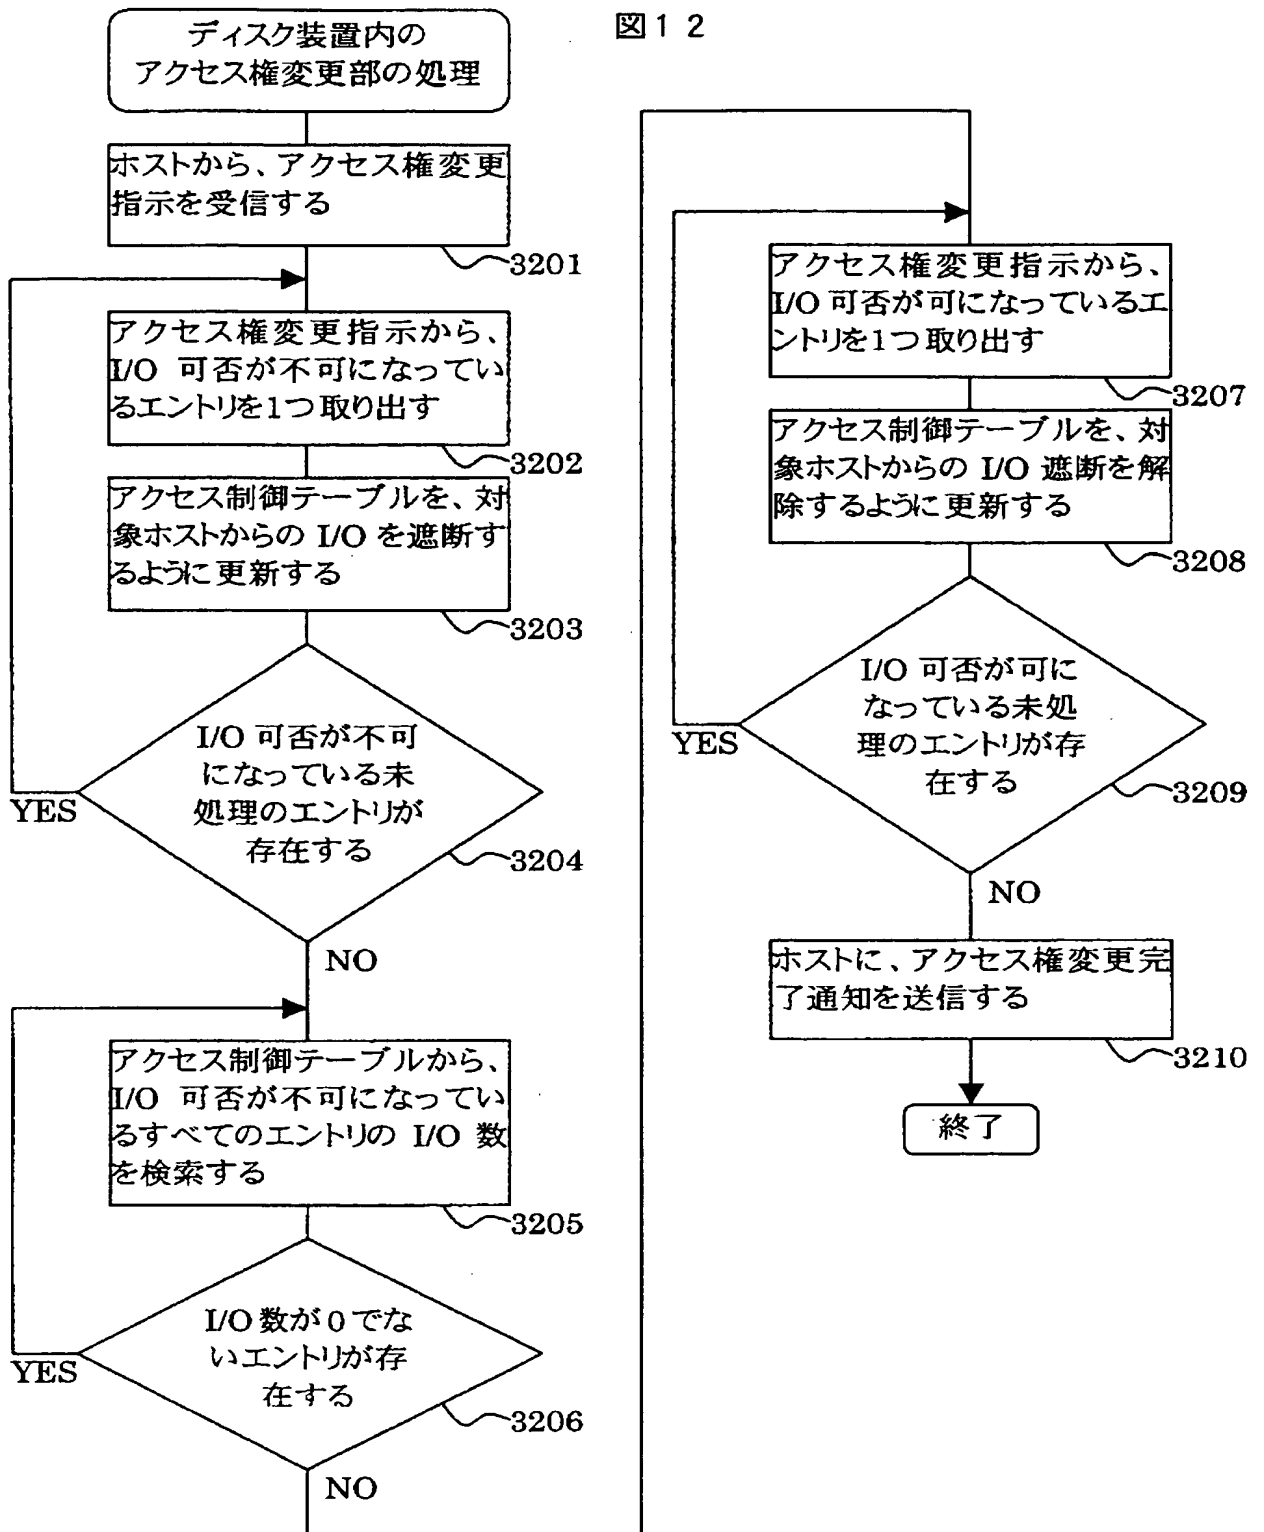 図12
ディスク装置内の
アクセス権変更部の処理
ホストから、アクセス権変更
指示を受信する
3201
アクセス権変更指示から、
I/O 可否が不可になってい
るエントリを1つ取り出す
3202
アクセス制御テーブルを、対
象ホストからの I/O を遮断す
るように更新する
3203
I/O 可否が不可
になっている未
処理のエントリが
存在する
YES
3204
NO
アクセス制御テーブルから、
I/O 可否が不可になってい
るすべてのエントリの I/O 数
を検索する
3205
I/O 数が0でな
いエントリが存
在する
YES
3206
NO
アクセス権変更指示から、
I/O 可否が可になっているエ
ントリを1つ取り出す
3207
アクセス制御テーブルを、対
象ホストからの I/O 遮断を解
除するように更新する
3208
I/O 可否が可に
なっている未処
理のエントリが存
在する
YES
3209
NO
ホストに、アクセス権変更完
了通知を送信する
3210
終了